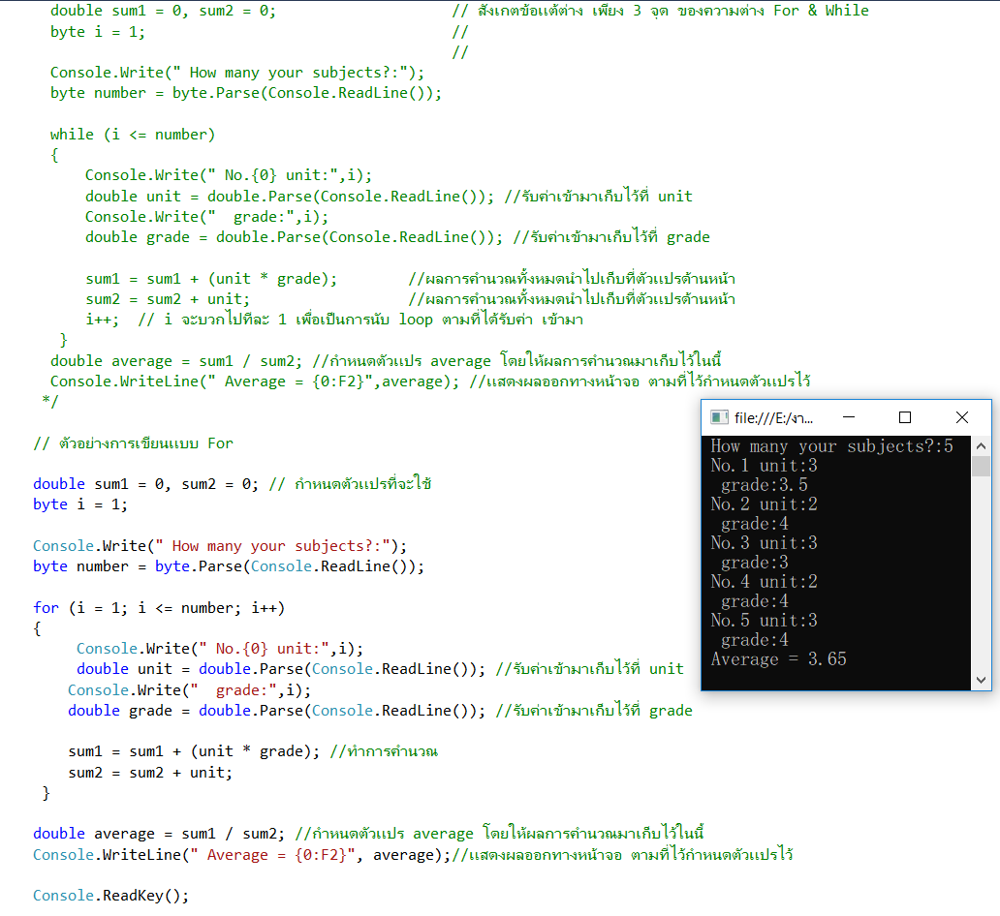 double sum1 = 0, sum2 = 0; // สังเกตข้อแต้ต่าง เพียง 3 จุด ของความต่าง For & While
byte i = 1; //
//
Console.Write(" How many your subjects?:");
byte number = byte.Parse(Console.ReadLine());
while (i <= number)
{
Console.Write(" No.{0} unit:",i);
double unit = double.Parse(Console.ReadLine()); //รับค่าเข้ามาเก็บไว้ที่ unit
Console.Write("  grade:",i);
double grade = double.Parse(Console.ReadLine()); //รับค่าเข้ามาเก็บไว้ที่ grade
sum1 = sum1 + (unit * grade); //ผลการคำนวณทั้งหมดนำไปเก็บที่ตัวแปรด้านหน้า
sum2 = sum2 + unit; //ผลการคำนวณทั้งหมดนำไปเก็บที่ตัวแปรด้านหน้า
i++; // i จะบวกไปทีละ 1 เพื่อเป็นการนับ loop ตามที่ได้รับค่า เข้ามา
}
double average = sum1 / sum2; //กำหนดตัวแปร average โดยให้ผลการคำนวณมาเก็บไว้ในนี้
Console.WriteLine(" Average = {0:F2}",average); //แสดงผลออกทางหน้าจอ ตามที่ไว้กำหนดตัวแปรไว้
*/
// ตัวอย่างการเขียนแบบ For
double sum1 = 0, sum2 = 0; // กำหนดตัวแปรที่จะใช้
byte i = 1;
Console.Write(" How many your subjects?:");
byte number = byte.Parse(Console.ReadLine());
for (i = 1; i <= number; i++)
{
Console.Write(" No.{0} unit:",i);
double unit = double.Parse(Console.ReadLine()); //รับค่าเข้ามาเก็บไว้ที่ unit
Console.Write("  grade:",i);
double grade = double.Parse(Console.ReadLine()); //รับค่าเข้ามาเก็บไว้ที่ grade
sum1 = sum1 + (unit * grade); //ทำการคำนวณ
sum2 = sum2 + unit;
}
double average = sum1 / sum2; //กำหนดตัวแปร average โดยให้ผลการคำนวณมาเก็บไว้ในนี้
Console.WriteLine(" Average = {0:F2}", average);//แสดงผลออกทางหน้าจอ ตามที่ไว้กำหนดตัวแปรไว้
Console.ReadKey();
file:///E:/งา...
How many your subjects?:5
No.1 unit:3
grade:3.5
No.2 unit:2
grade:4
No.3 unit:3
grade:3
No.4 unit:2
grade:4
No.5 unit:3
grade:4
Average = 3.65